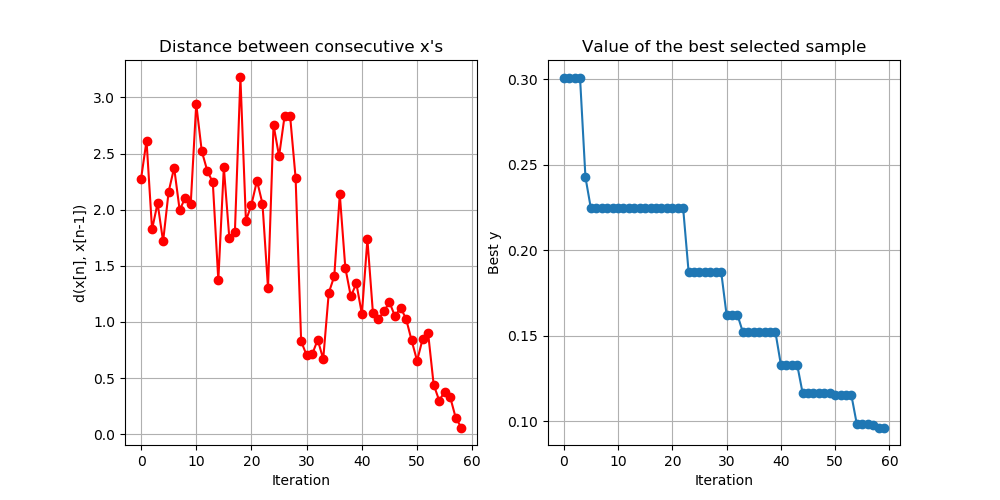 Distance between consecutive x's
d(x[n], x[n-1])
3.0
2.5
2.0
1.5
1.0
0.5
0.0
0 10 20 30 40 50 60
Iteration
Value of the best selected sample
Best y
0.30
0.25
0.20
0.15
0.10
0 10 20 30 40 50 60
Iteration